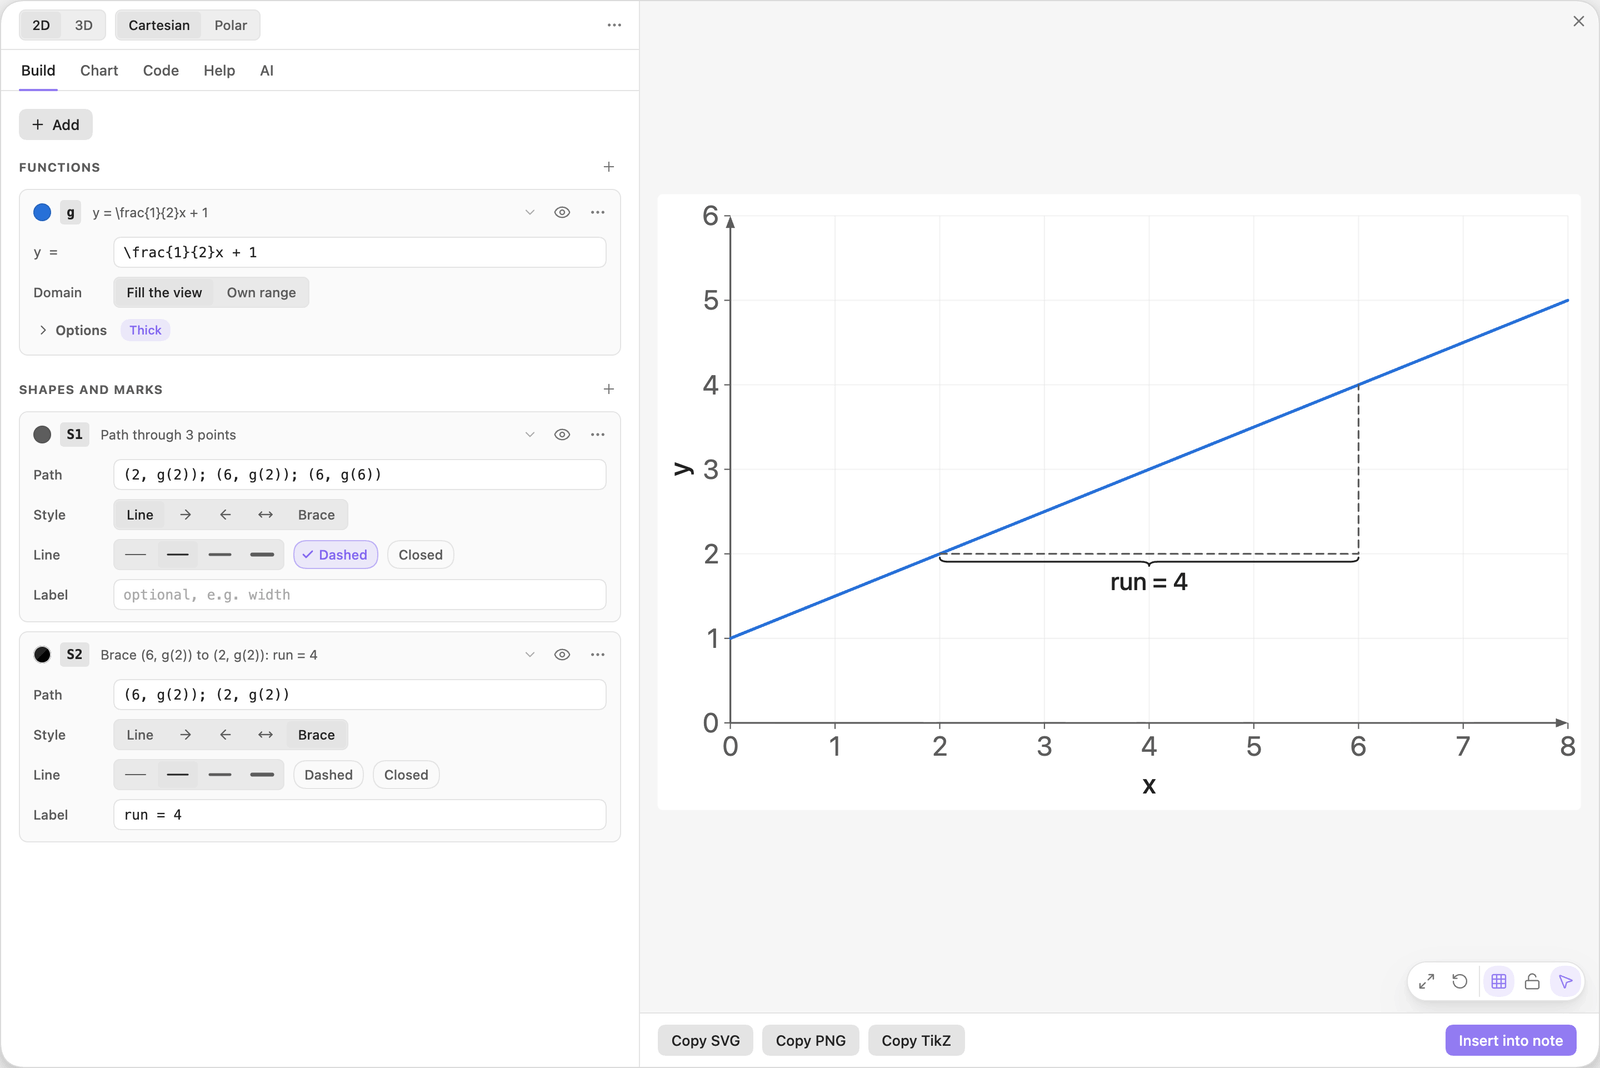 2D 3D Cartesian Polar
Build Chart Code Help AI
+ Add
FUNCTIONS
g y = \frac{1}{2}x + 1
y = \frac{1}{2}x + 1
Domain Fill the view Own range
Options Thick
SHAPES AND MARKS
S1 Path through 3 points
Path (2, g(2)); (6, g(2)); (6, g(6))
Style Line → ← ↔ Brace
Line Dashed Closed
Label optional, e.g. width
S2 Brace (6, g(2)) to (2, g(2)): run = 4
Path (6, g(2)); (2, g(2))
Style Line → ← ↔ Brace
Line Dashed Closed
Label run = 4
6
5
4
y 3
2
run = 4
1
0
0 1 2 3 4 5 6 7 8
x
Copy SVG Copy PNG Copy TikZ Insert into note